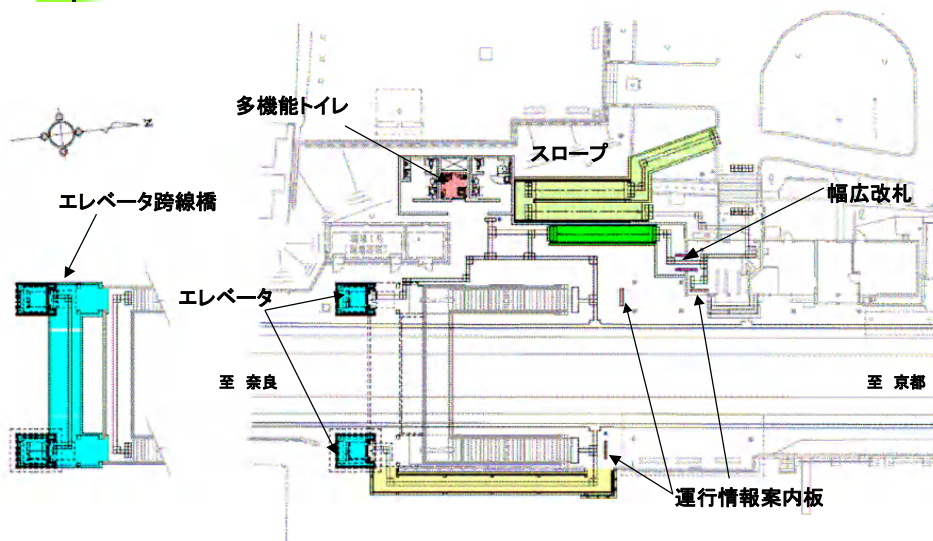 多機能トイレ
スロープ
N
幅広改札
エレベータ跨線橋
エレベータ
至 奈良
至 京都
運行情報案内板